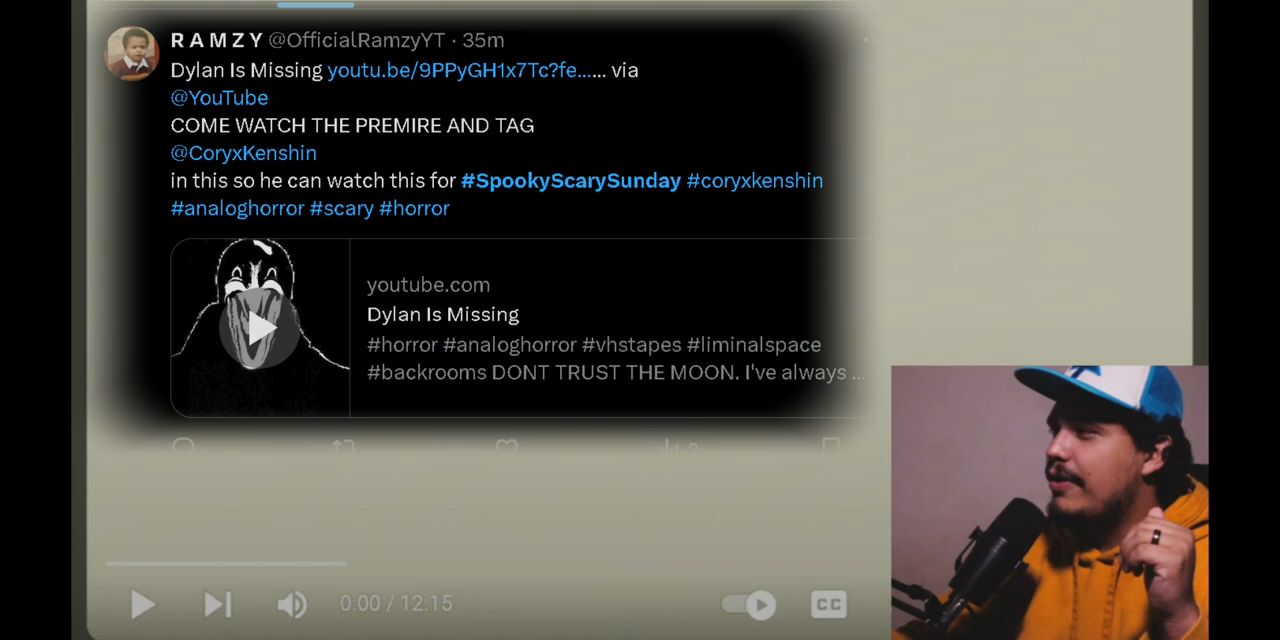 R A M Z Y @OfficialRamzyYT · 35m
Dylan Is Missing youtu.be/9PPyGH1x7Tc?fe...... via
@YouTube
COME WATCH THE PREMIRE AND TAG
@CoryxKenshin
in this so he can watch this for #SpookyScarySunday #coryxkenshin
#analoghorror #scary #horror
youtube.com
Dylan Is Missing
#horror #analoghorror #vhstapes #liminalspace
#backrooms DONT TRUST THE MOON. I've always ...
0:00 / 12:15
CC